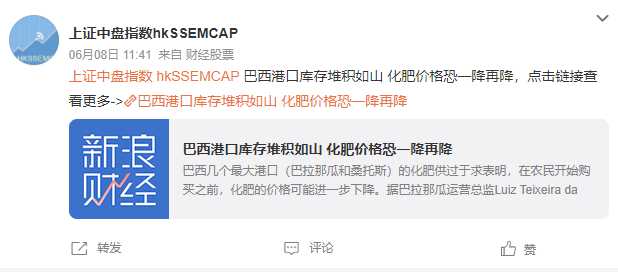 上证中盘指数hkSSEMCAP
06月08日 11:41 来自 财经股票
HKSSEMC
上证中盘指数 hkSSEMCAP 巴西港口库存堆积如山 化肥价格恐一降再降，点击链接查
看更多->巴西港口库存堆积如山 化肥价格恐一降再降
新浪
财经
巴西港口库存堆积如山 化肥价格恐一降再降
巴西几个最大港口（巴拉那瓜和桑托斯）的化肥供过于求表明，在农民开始购
买之前，化肥的价格可能进一步下降。据巴拉那瓜运营总监Luiz Teixeira da
转发
评论
赞